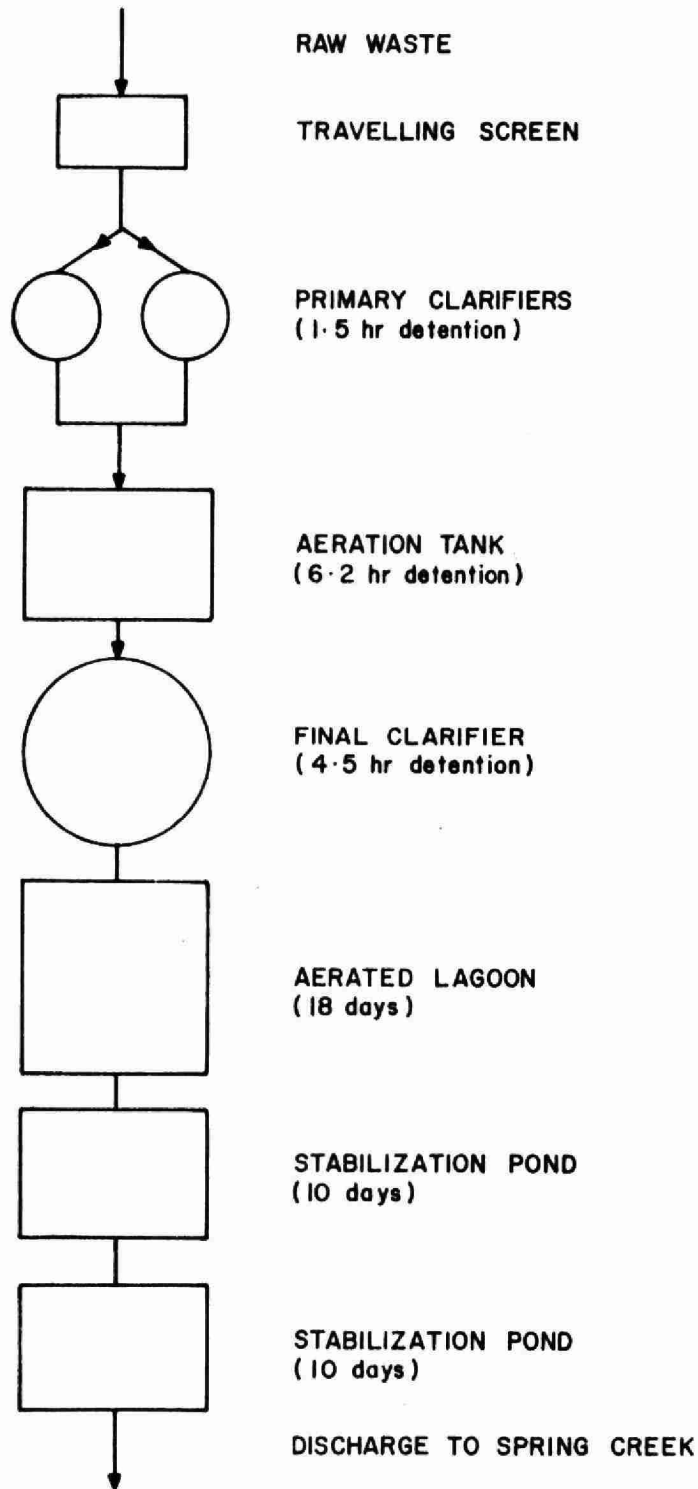 RAW WASTE
TRAVELLING SCREEN
PRIMARY CLARIFIERS
(1·5 hr detention)
AERATION TANK
(6·2 hr detention)
FINAL CLARIFIER
(4·5 hr detention)
AERATED LAGOON
(18 days)
STABILIZATION POND
(10 days)
STABILIZATION POND
(10 days)
DISCHARGE TO SPRING CREEK